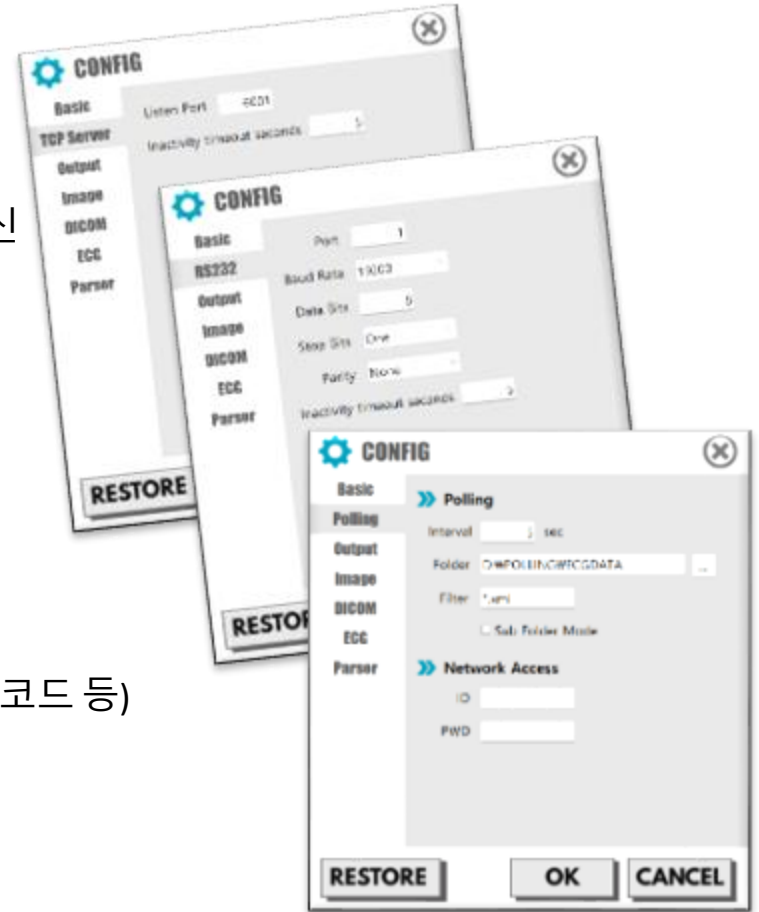 CONFIG
Basic
TCP Server
Output
Image
DICOM
ECG
Parser
Listen Port
Inactivity timeout seconds
RESTORE
신
CONFIG
Basic
RS232
Output
Image
DICOM
ECG
Parser
Port 1
Baud Rate
Data Bits
Stop Bits One
Parity None
Inactivity timeout seconds
코드 등)
CONFIG
Basic
Polling
Output
Image
DICOM
ECG
Parser
Polling
Interval sec
Folder
Filter
Sub Folder Mode
Network Access
ID
PWD
RESTORE OK CANCEL